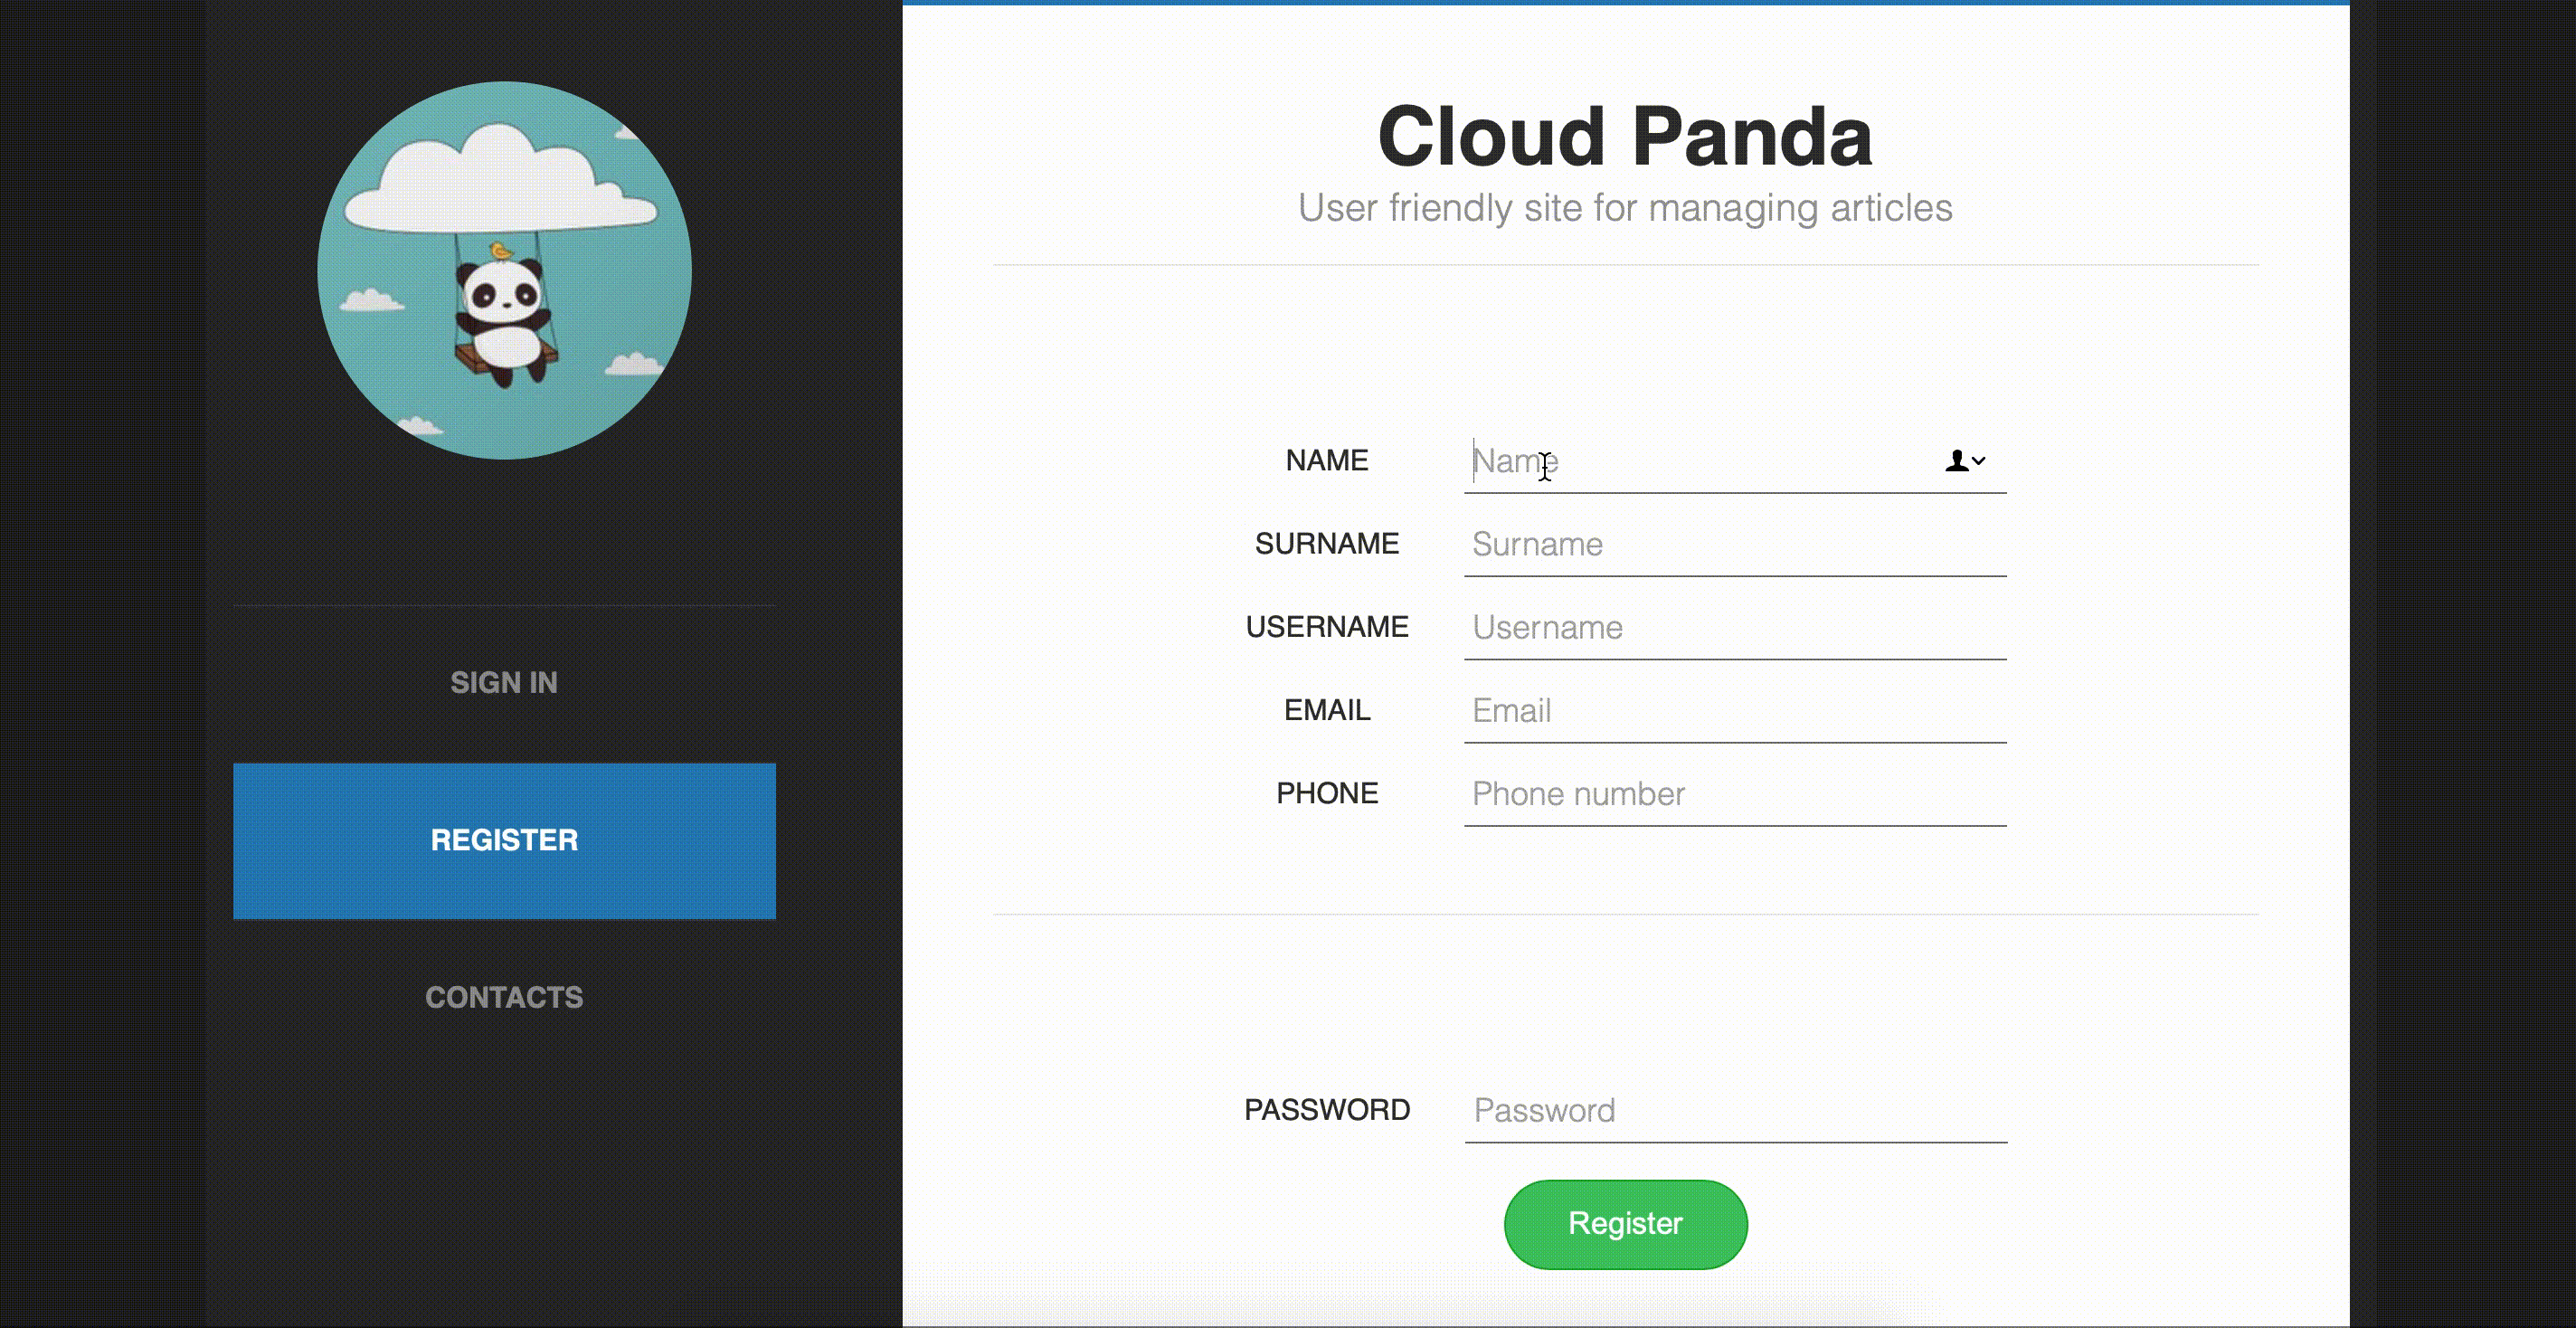 SIGN IN
REGISTER
CONTACTS
Cloud Panda
User friendly site for managing articles
NAME Name
SURNAME Surname
USERNAME Username
EMAIL Email
PHONE Phone number
PASSWORD Password
Register